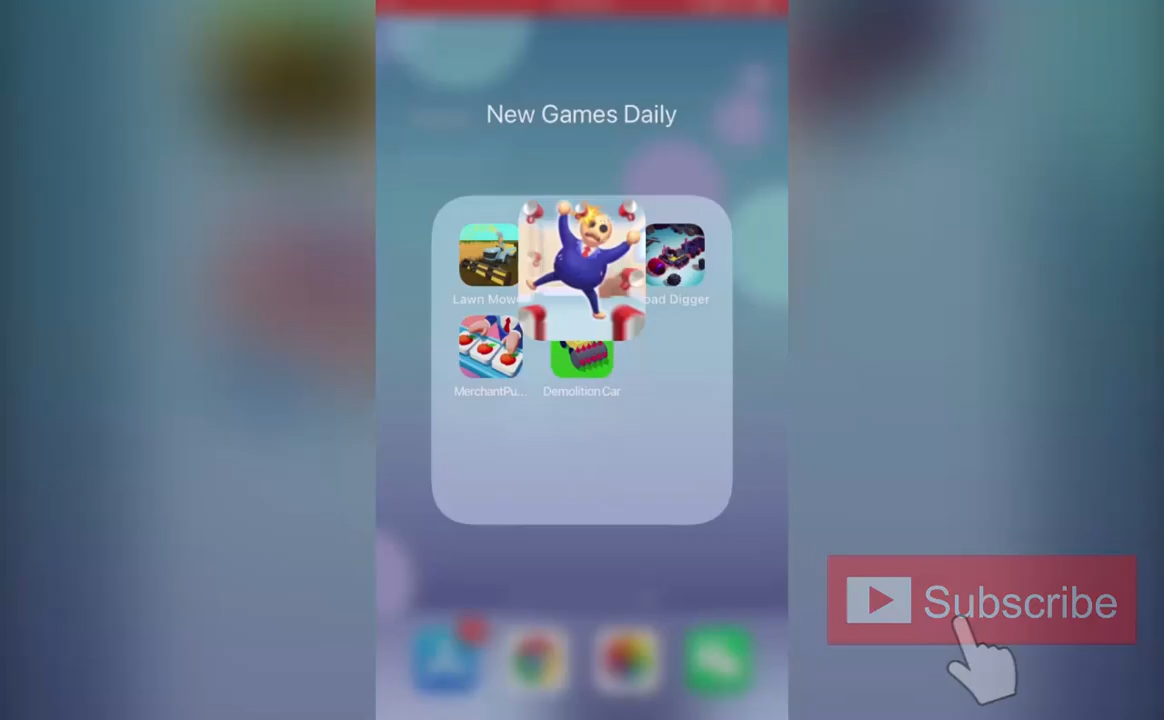 New Games Daily
Lawn Mow
oad Digger
MerchantPu...
Demolition Car
Subscribe